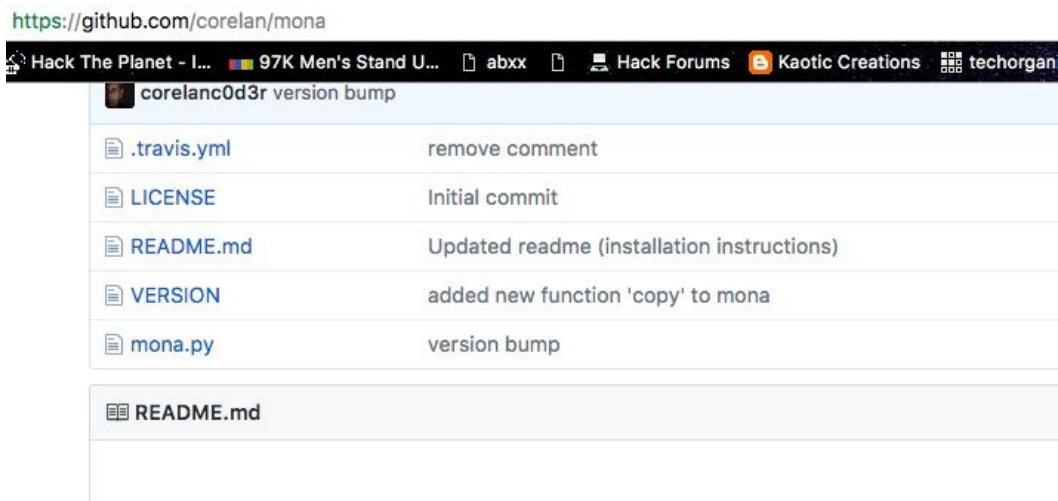 https://github.com/corelan/mona
Hack The Planet - I... 97K Men's Stand U... abxx Hack Forums Kaotic Creations techorgan
corelanc0d3r version bump
.travis.yml remove comment
LICENSE Initial commit
README.md Updated readme (installation instructions)
VERSION added new function 'copy' to mona
mona.py version bump
README.md